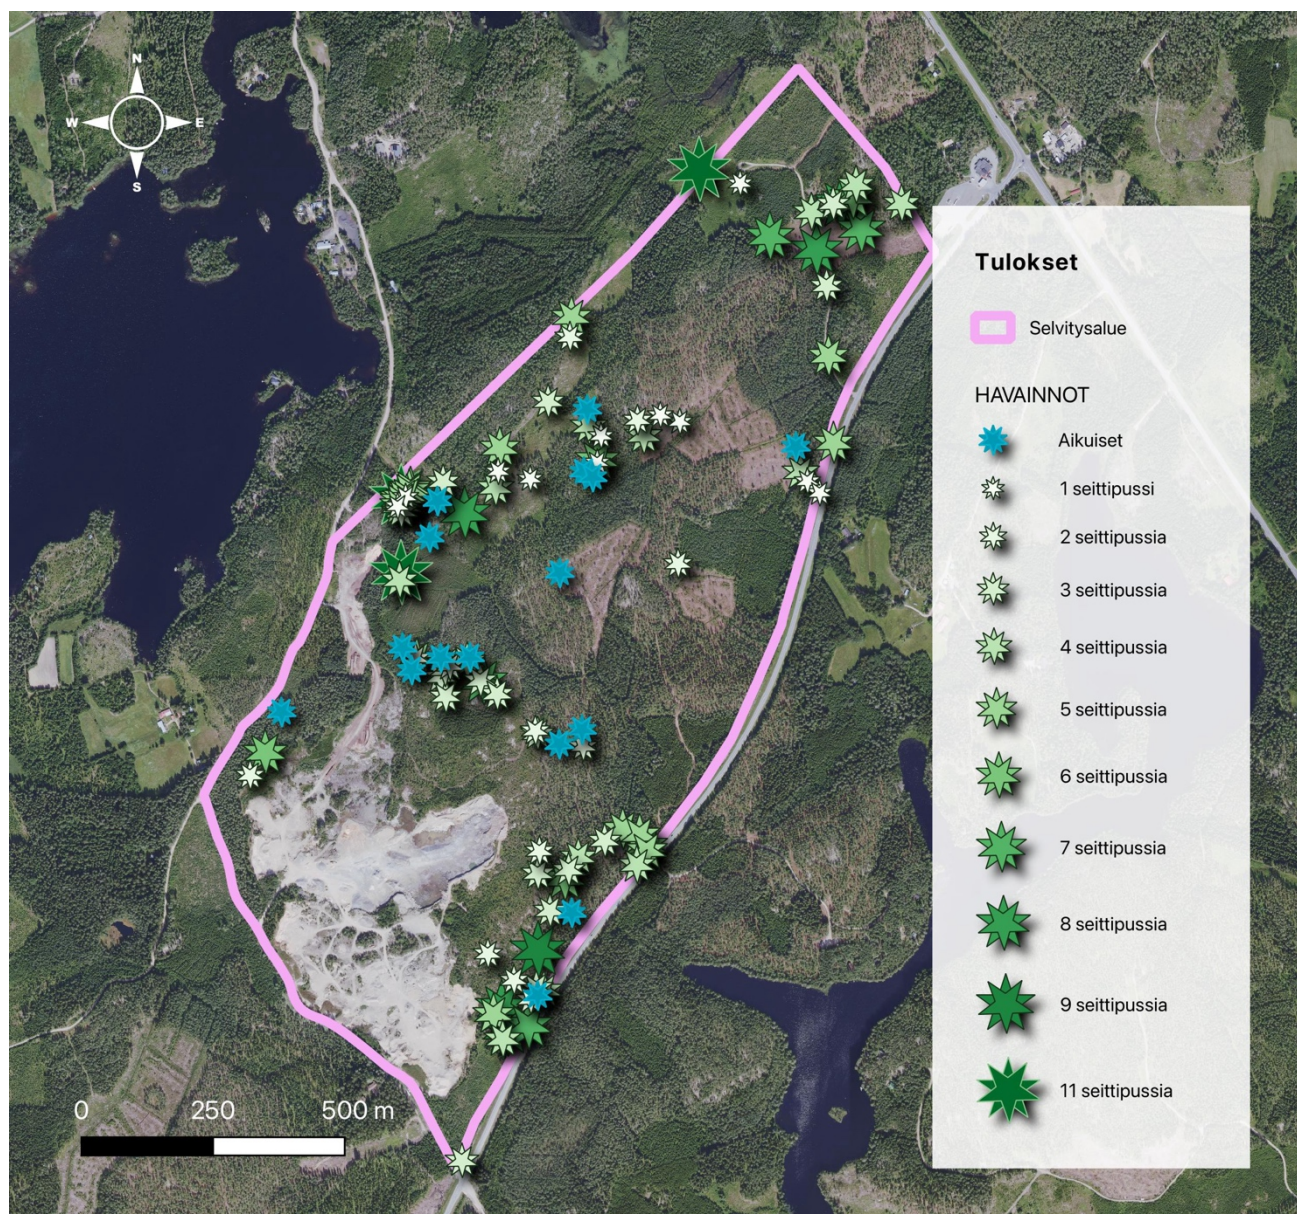 N
W E
S
Tulokset
Selvitysalue
HAVAINNOT
Aikuiset
1 seittipussi
2 seittipussia
3 seittipussia
4 seittipussia
5 seittipussia
6 seittipussia
7 seittipussia
8 seittipussia
9 seittipussia
11 seittipussia
0 250 500 m